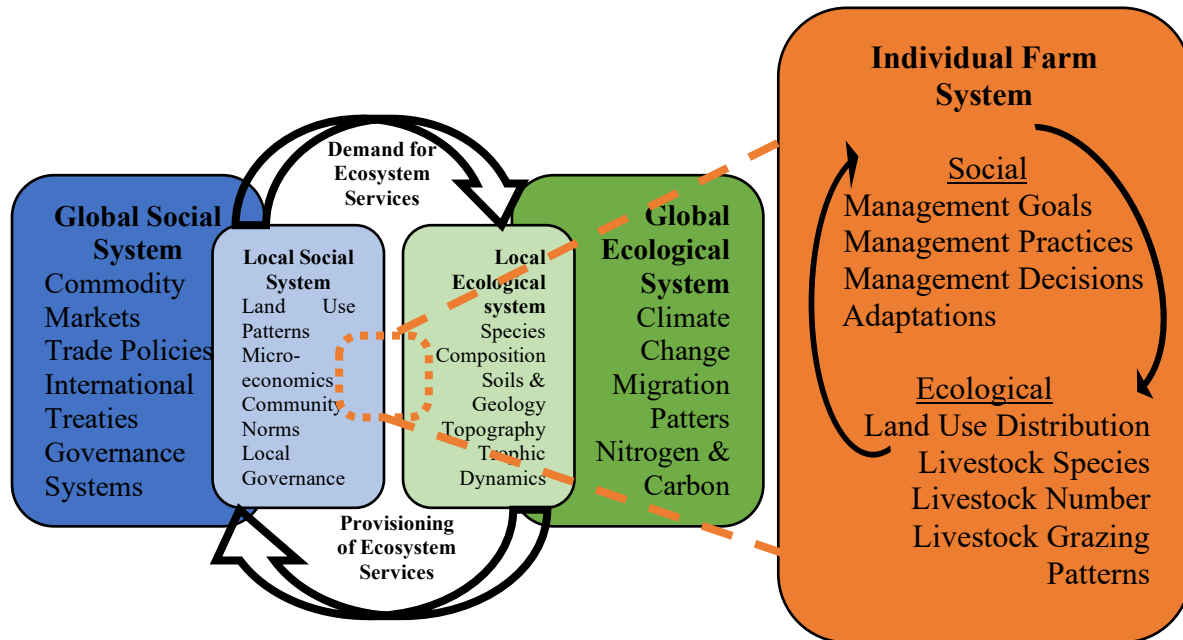 Global Social
System
Commodity
Markets
Trade Policies
International
Treaties
Governance
Systems
Local Social
System
Land Use
Patterns
Micro-
economics
Community
Norms
Local
Governance
Demand for
Ecosystem
Services
Provisioning
of Ecosystem
Services
Local
Ecological
system
Species
Composition
Soils &
Geology
Topography
Trophic
Dynamics
Global
Ecological
System
Climate
Change
Migration
Patters
Nitrogen &
Carbon
Individual Farm
System
Social
Management Goals
Management Practices
Management Decisions
Adaptations
Ecological
Land Use Distribution
Livestock Species
Livestock Number
Livestock Grazing
Patterns